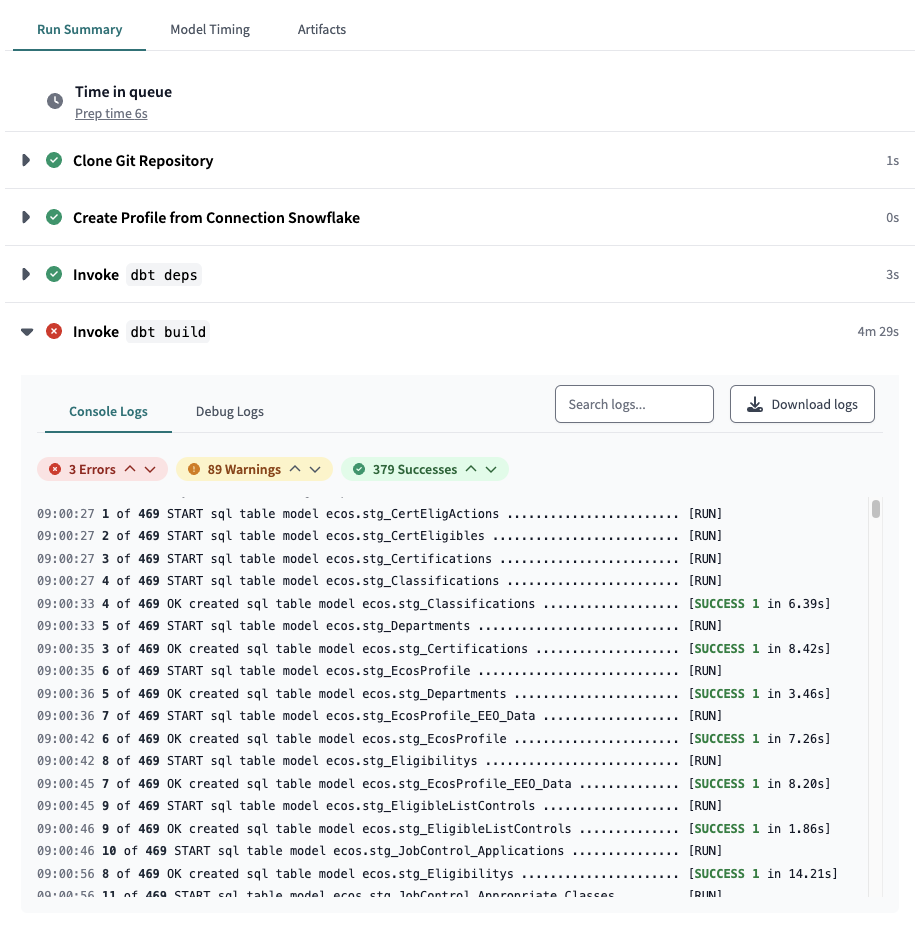 Run Summary Model Timing Artifacts
Time in queue
Prep time 6s
Clone Git Repository 1s
Create Profile from Connection Snowflake 0s
Invoke dbt deps 3s
Invoke dbt build 4m 29s
Console Logs Debug Logs Search logs... Download logs
3 Errors 89 Warnings 379 Successes
09:00:27 1 of 469 START sql table model ecos.stg_CertEligActions ........................ [RUN]
09:00:27 2 of 469 START sql table model ecos.stg_CertEligibles .......................... [RUN]
09:00:27 3 of 469 START sql table model ecos.stg_Certifications ......................... [RUN]
09:00:27 4 of 469 START sql table model ecos.stg_Classifications ........................ [RUN]
09:00:33 4 of 469 OK created sql table model ecos.stg_Classifications ................... [SUCCESS 1 in 6.39s]
09:00:33 5 of 469 START sql table model ecos.stg_Departments ............................ [RUN]
09:00:35 3 of 469 OK created sql table model ecos.stg_Certifications .................... [SUCCESS 1 in 8.42s]
09:00:35 6 of 469 START sql table model ecos.stg_EcosProfile ............................ [RUN]
09:00:36 5 of 469 OK created sql table model ecos.stg_Departments ....................... [SUCCESS 1 in 3.46s]
09:00:36 7 of 469 START sql table model ecos.stg_EcosProfile_EEO_Data ................... [RUN]
09:00:42 6 of 469 OK created sql table model ecos.stg_EcosProfile ....................... [SUCCESS 1 in 7.26s]
09:00:42 8 of 469 START sql table model ecos.stg_Eligibilitys ........................... [RUN]
09:00:45 7 of 469 OK created sql table model ecos.stg_EcosProfile_EEO_Data .............. [SUCCESS 1 in 8.20s]
09:00:45 9 of 469 START sql table model ecos.stg_EligibleListControls ................... [RUN]
09:00:46 9 of 469 OK created sql table model ecos.stg_EligibleListControls .............. [SUCCESS 1 in 1.86s]
09:00:46 10 of 469 START sql table model ecos.stg_JobControl_Applications ............... [RUN]
09:00:56 8 of 469 OK created sql table model ecos.stg_Eligibilitys ...................... [SUCCESS 1 in 14.21s]
09:00:56 11 of 469 START sql table model ecos.stg_JobControl_Appropriate_Classes ......... [RUN]